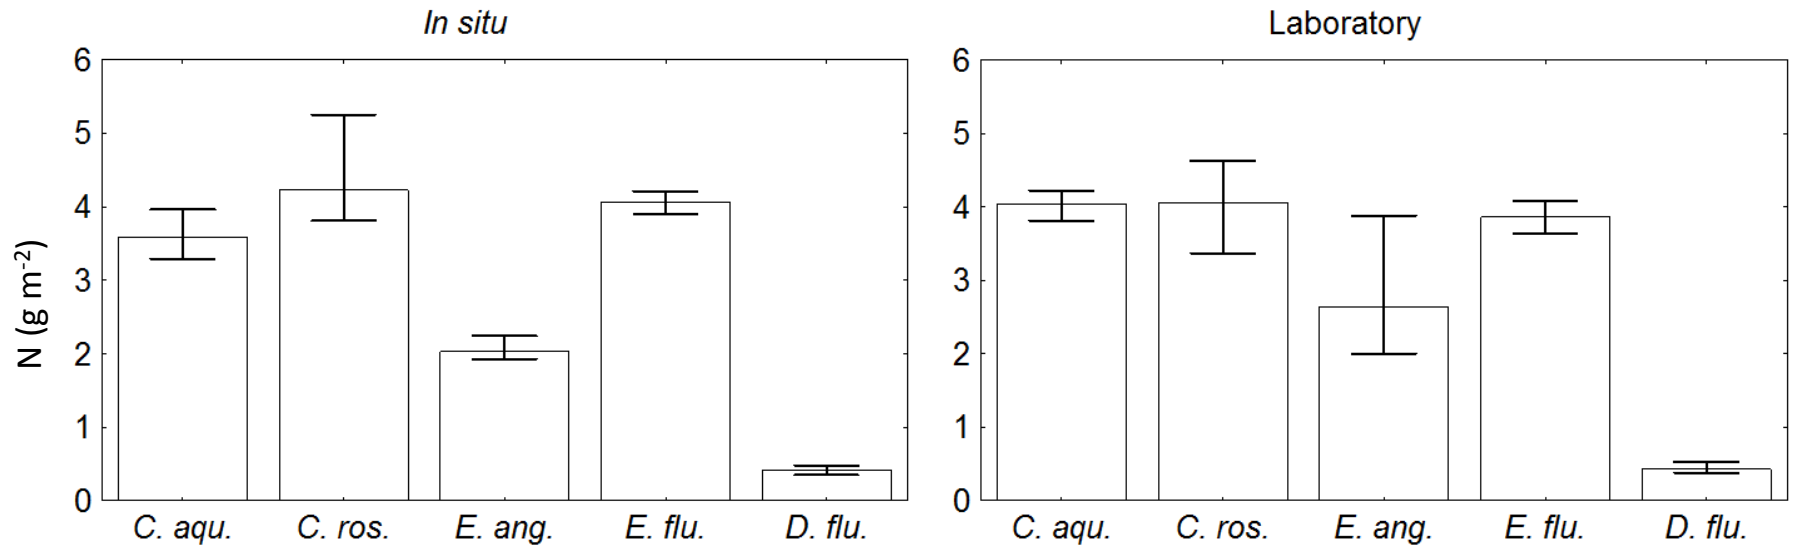 In situ
Laboratory
N (g m-2)
6
5
4
3
2
1
0
C. aqu. C. ros. E. ang. E. flu. D. flu.
6
5
4
3
2
1
0
C. aqu. C. ros. E. ang. E. flu. D. flu.